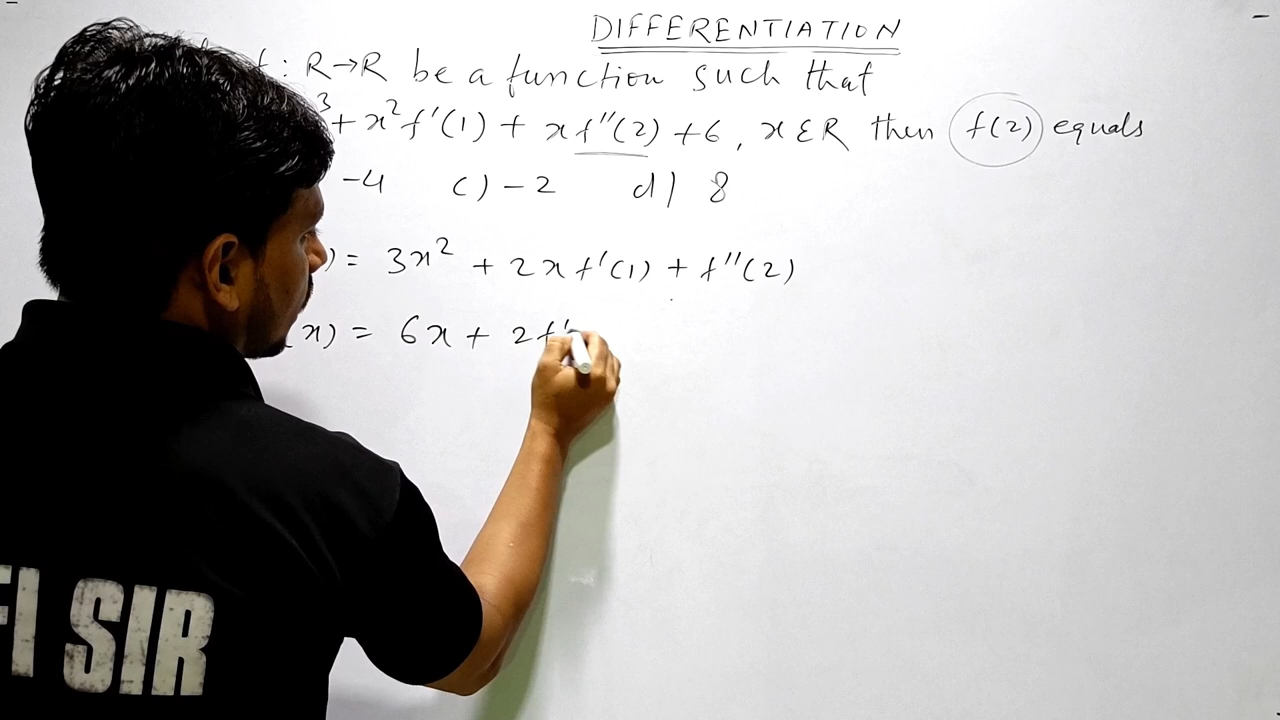 DIFFERENTIATION
f : R→R be a function such that
³ + x² f'(1) + x f''(2) + 6 , x ε R then f(2) equals
-4 c) -2 d) 8
) = 3x² + 2x f'(1) + f''(2)
(x) = 6x + 2f'
FI SIR